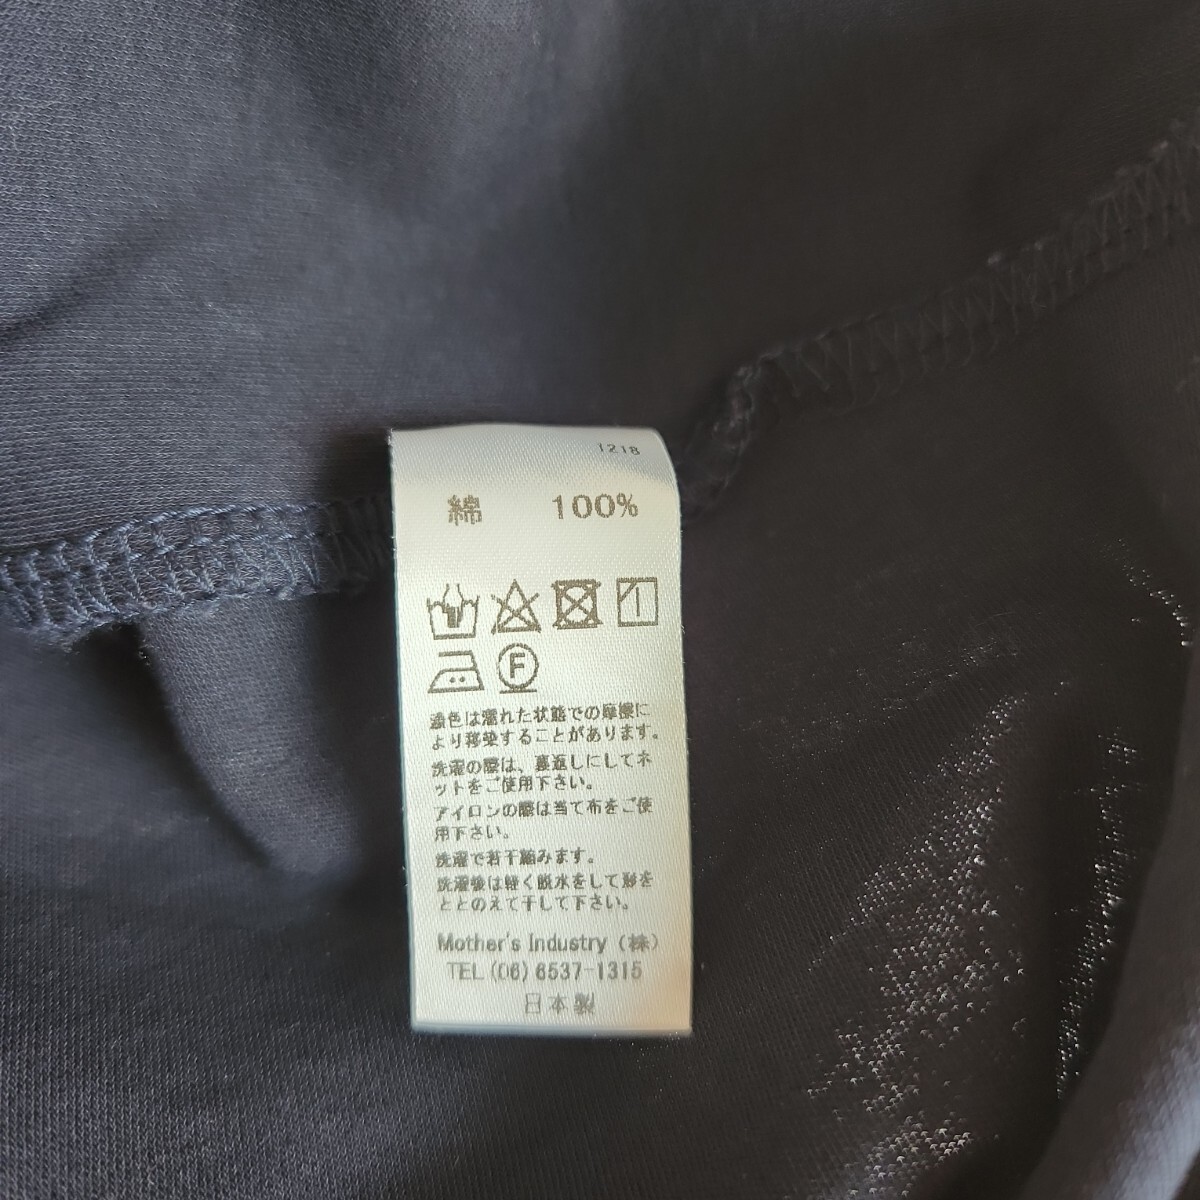 1218
綿 100%
F
濃色は濡れた状態での摩擦に
より移染することがあります。
洗濯の際は、裏返しにしてネ
ットをご使用下さい。
アイロンの際は当て布をご使
用下さい。
洗濯で若干縮みます。
洗濯後は軽く脱水をして形を
ととのえて干して下さい。
Mother's Industry (株)
TEL (06) 6537-1315
日本製